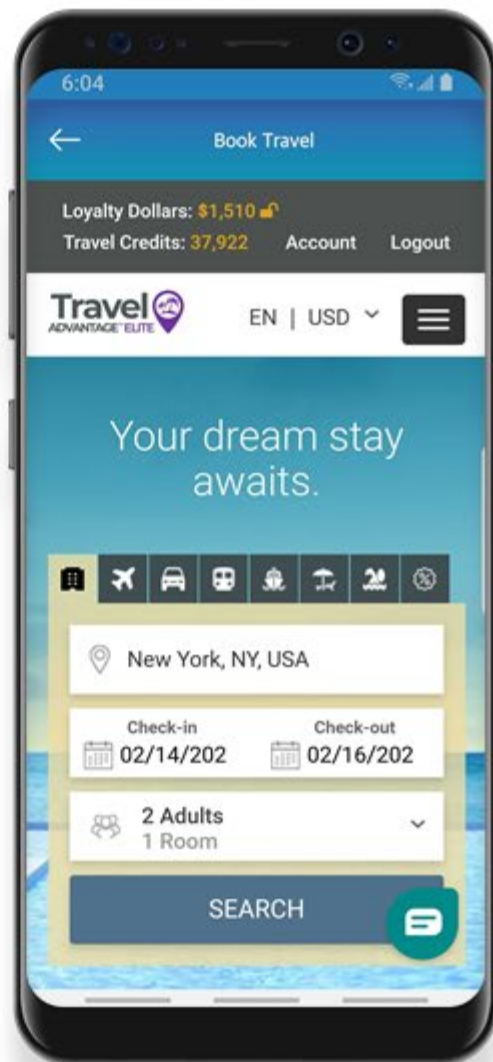 6:04
Book Travel
Loyalty Dollars: $1,510
Travel Credits: 37,922 Account Logout
Travel
ADVANTAGE™ ELITE
EN | USD
Your dream stay
awaits.
New York, NY, USA
Check-in Check-out
02/14/202 02/16/202
2 Adults
1 Room
SEARCH